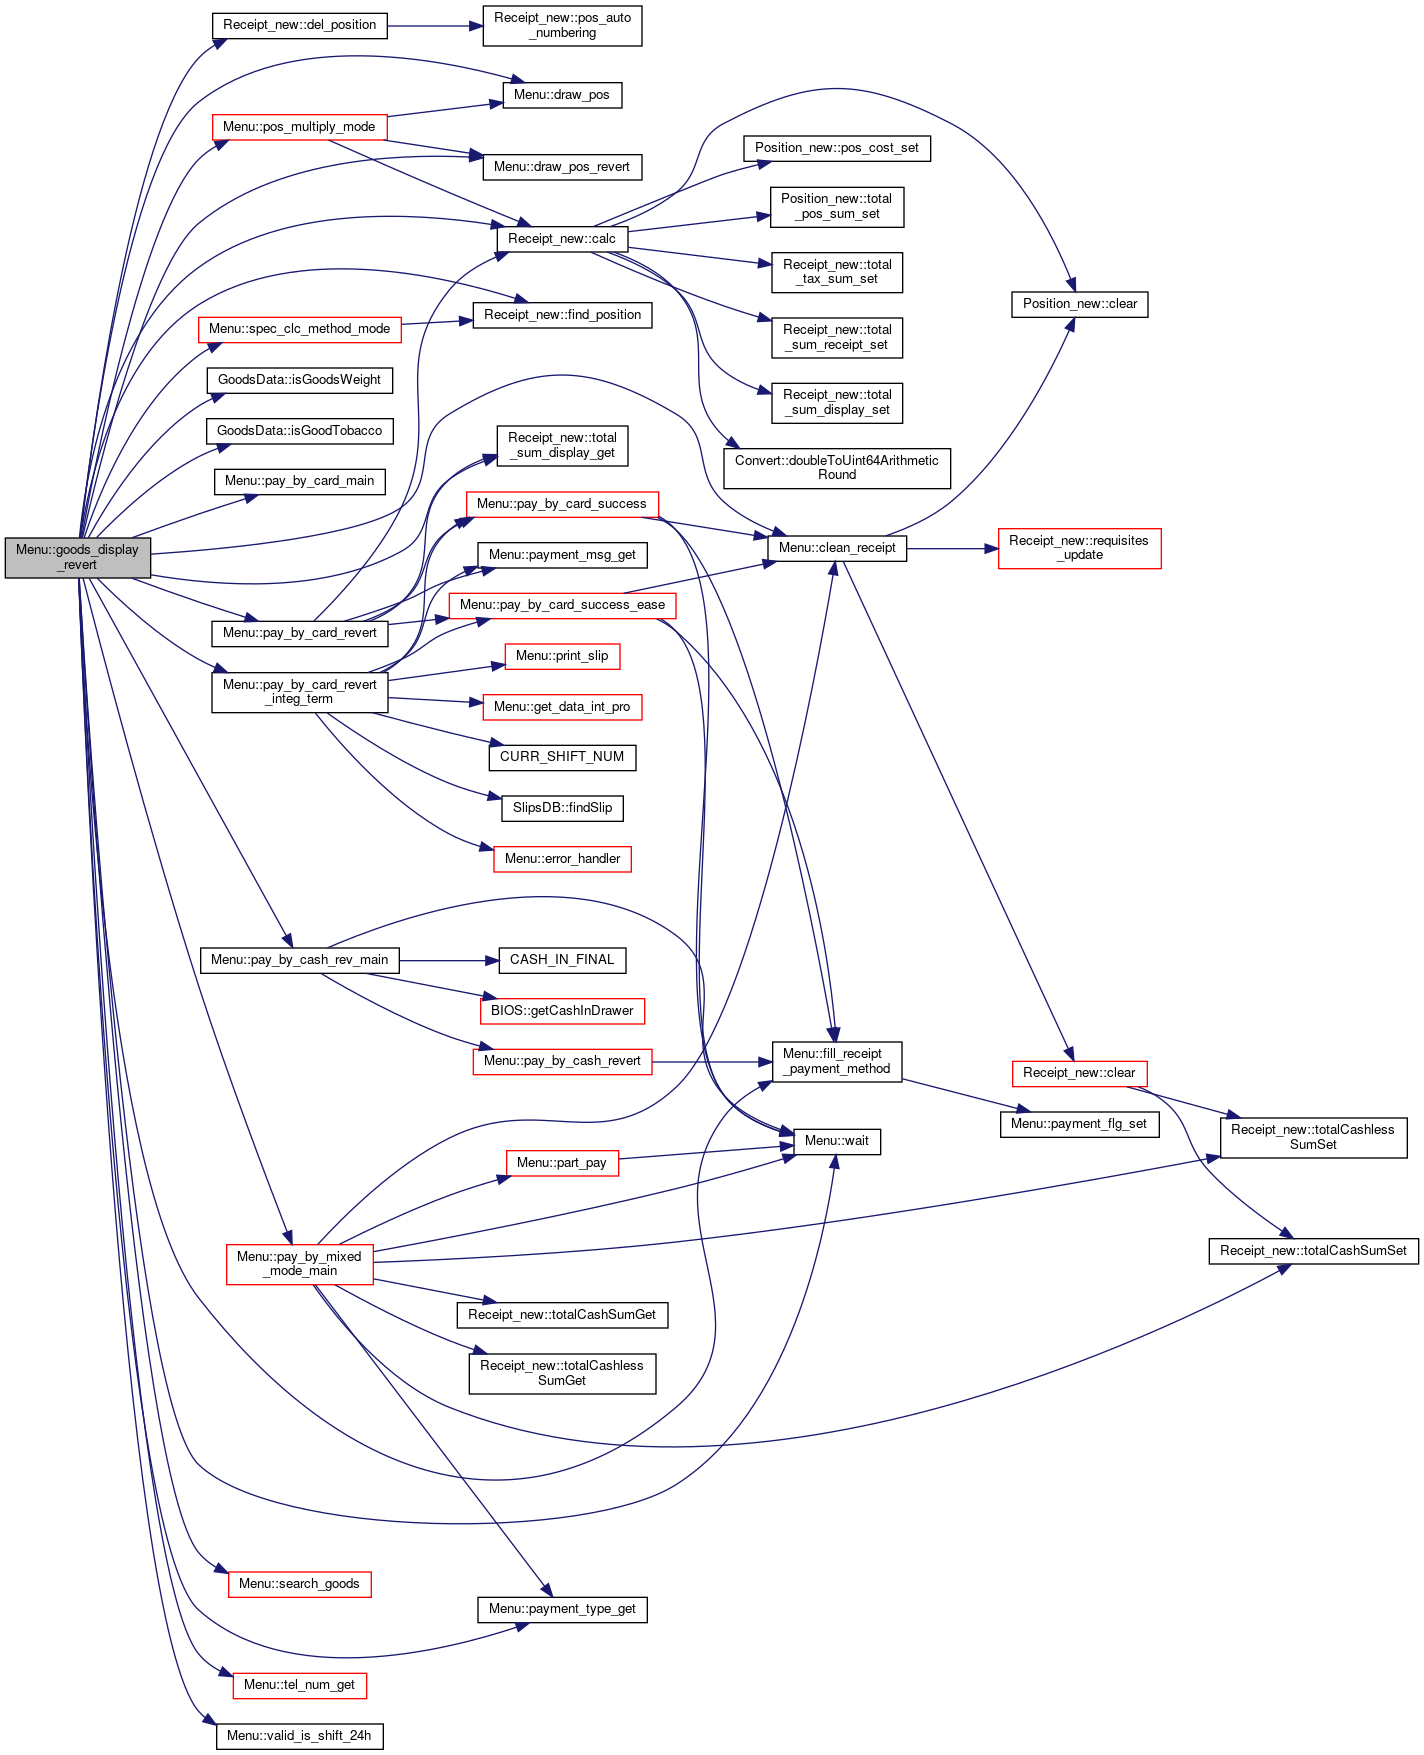 Menu::goods_display
_revert
Receipt_new::del_position
Receipt_new::pos_auto
_numbering
Menu::draw_pos
Menu::pos_multiply_mode
Menu::draw_pos_revert
Receipt_new::calc
Position_new::pos_cost_set
Position_new::total
_pos_sum_set
Receipt_new::total
_tax_sum_set
Receipt_new::total
_sum_receipt_set
Receipt_new::total
_sum_display_set
Convert::doubleToUint64Arithmetic
Round
Position_new::clear
Receipt_new::find_position
Menu::spec_clc_method_mode
GoodsData::isGoodsWeight
GoodsData::isGoodTobacco
Menu::pay_by_card_main
Receipt_new::total
_sum_display_get
Menu::pay_by_card_success
Menu::payment_msg_get
Menu::clean_receipt
Receipt_new::requisites
_update
Menu::pay_by_card_success_ease
Menu::pay_by_card_revert
Menu::print_slip
Menu::pay_by_card_revert
_integ_term
Menu::get_data_int_pro
CURR_SHIFT_NUM
SlipsDB::findSlip
Menu::error_handler
Menu::pay_by_cash_rev_main
CASH_IN_FINAL
BIOS::getCashInDrawer
Menu::pay_by_cash_revert
Menu::fill_receipt
_payment_method
Receipt_new::clear
Menu::payment_flg_set
Receipt_new::totalCashless
SumSet
Menu::wait
Menu::part_pay
Receipt_new::totalCashSumSet
Menu::pay_by_mixed
_mode_main
Receipt_new::totalCashSumGet
Receipt_new::totalCashless
SumGet
Menu::search_goods
Menu::payment_type_get
Menu::tel_num_get
Menu::valid_is_shift_24h